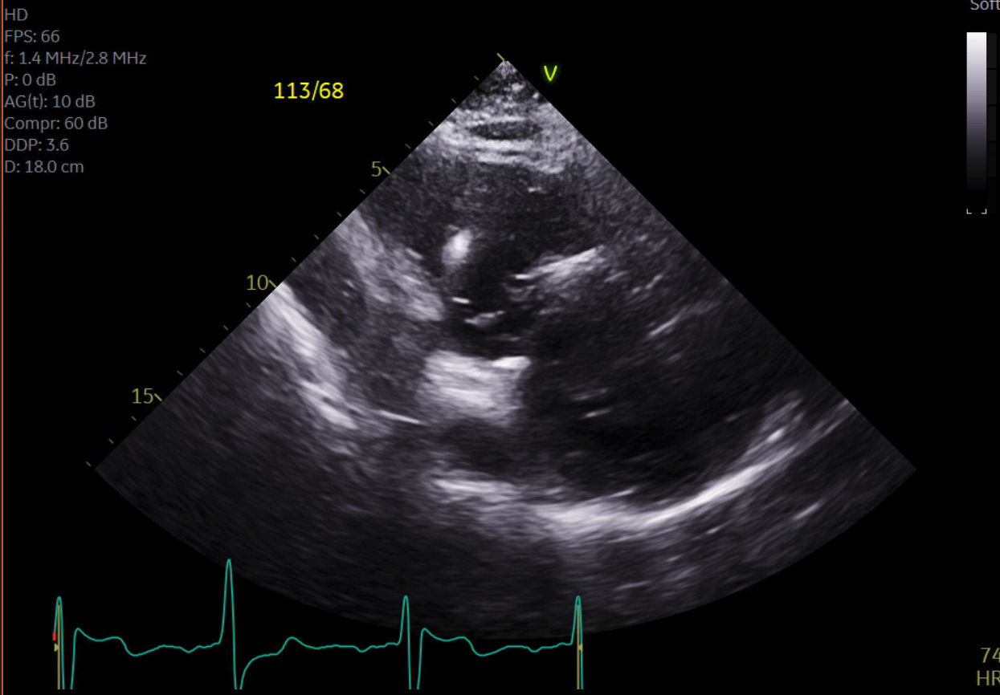 HD
FPS: 66
f: 1.4 MHz/2.8 MHz
P: 0 dB
AG(t): 10 dB
Compr: 60 dB
DDP: 3.6
D: 18.0 cm
113/68
V
Soft
5
10
15
74
HR